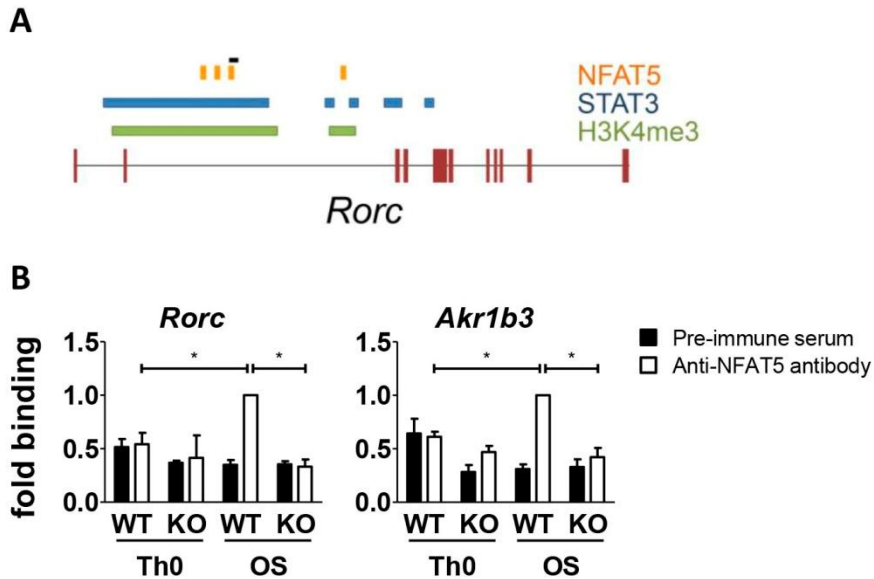 A
NFAT5
STAT3
H3K4me3
Rorc
B
Rorc
Akr1b3
fold binding
1.5
1.0
0.5
0.0
* *
WT KO WT KO
Th0 OS
1.5
1.0
0.5
0.0
* *
WT KO WT KO
Th0 OS
Pre-immune serum
Anti-NFAT5 antibody